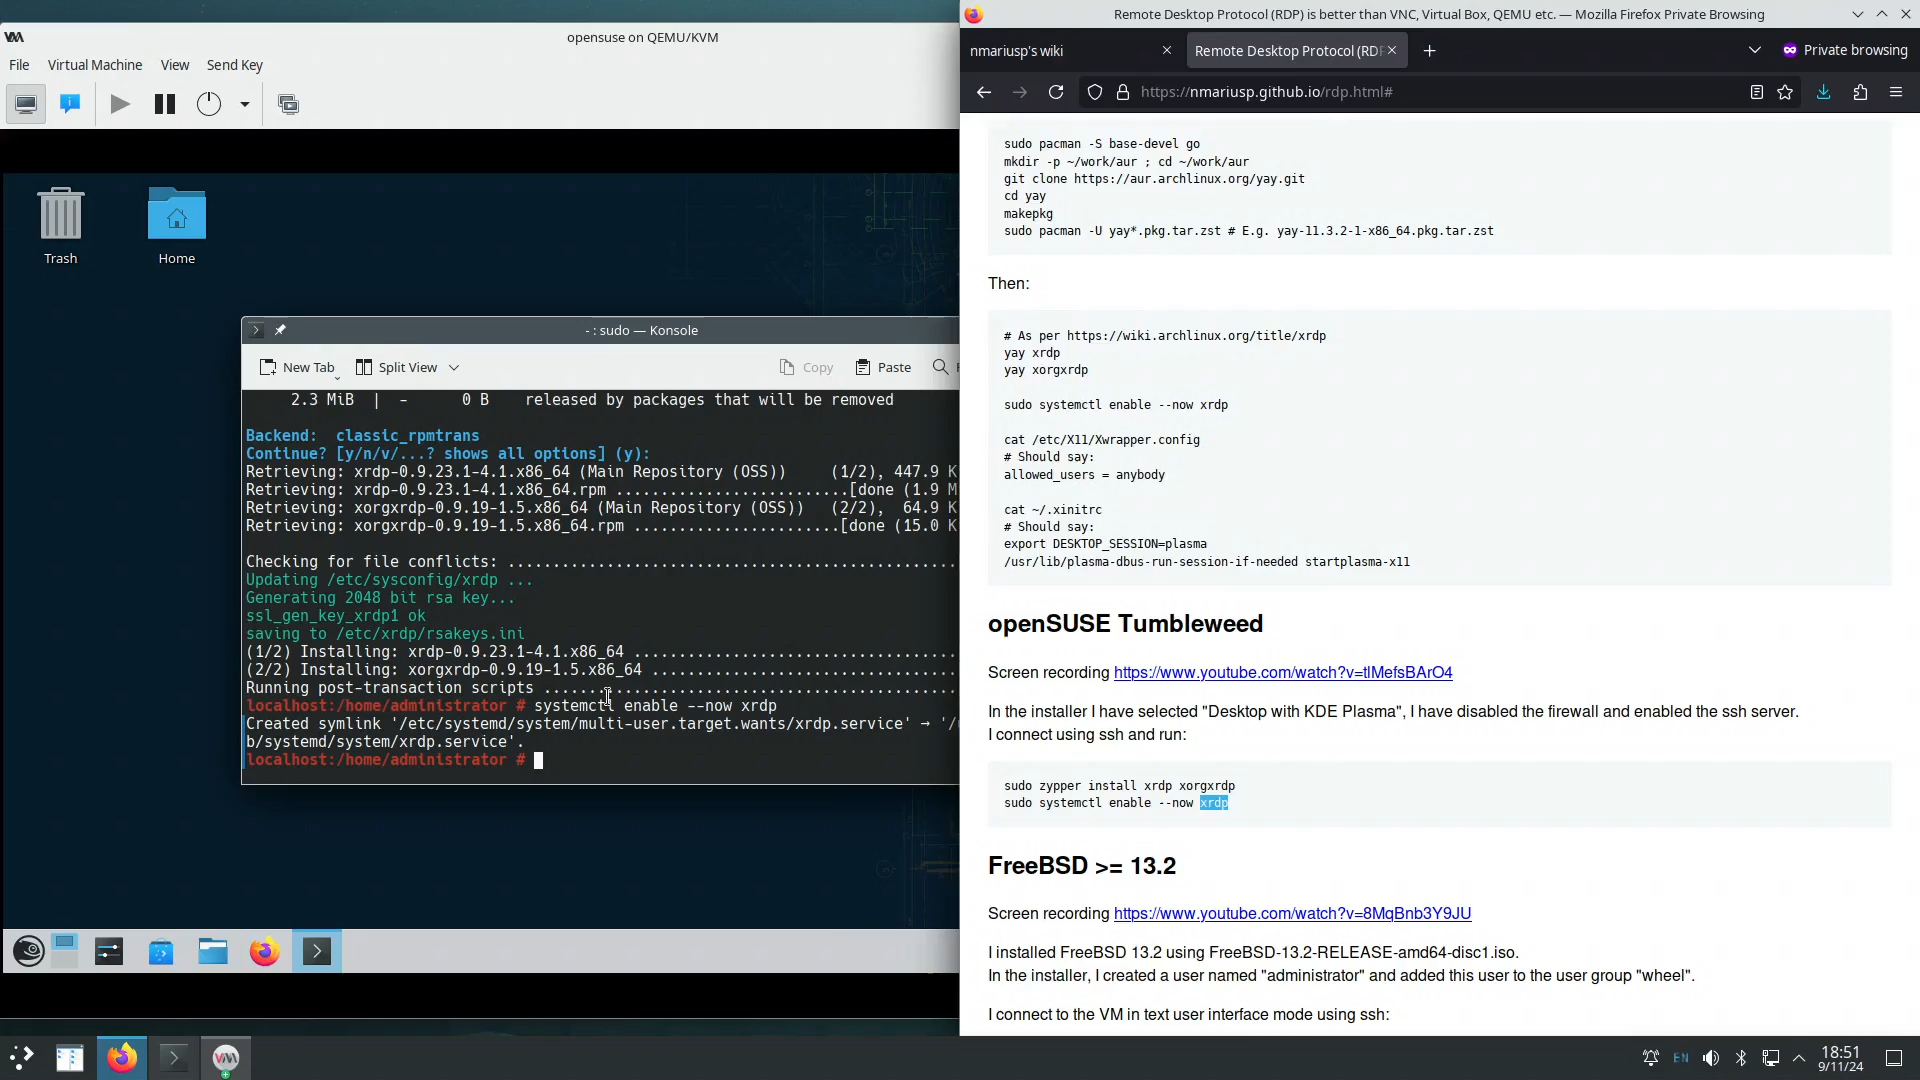 opensuse on QEMU/KVM
File Virtual Machine View Send Key
Trash
Home
- : sudo — Konsole
New Tab Split View Copy Paste
2.3 MiB | - 0 B released by packages that will be removed
Backend: classic_rpmtrans
Continue? [y/n/v/...? shows all options] (y):
Retrieving: xrdp-0.9.23.1-4.1.x86_64 (Main Repository (OSS)) (1/2), 447.9 K
Retrieving: xrdp-0.9.23.1-4.1.x86_64.rpm ..........................[done (1.9 M
Retrieving: xorgxrdp-0.9.19-1.5.x86_64 (Main Repository (OSS)) (2/2), 64.9 K
Retrieving: xorgxrdp-0.9.19-1.5.x86_64.rpm .......................[done (15.0 K
Checking for file conflicts: ..................................................
Updating /etc/sysconfig/xrdp ...
Generating 2048 bit rsa key...
ssl_gen_key_xrdp1 ok
saving to /etc/xrdp/rsakeys.ini
(1/2) Installing: xrdp-0.9.23.1-4.1.x86_64 ....................................
(2/2) Installing: xorgxrdp-0.9.19-1.5.x86_64 ..................................
Running post-transaction scripts ..............................................
localhost:/home/administrator # systemctl enable --now xrdp
Created symlink '/etc/systemd/system/multi-user.target.wants/xrdp.service' → '/
b/systemd/system/xrdp.service'.
localhost:/home/administrator #
Remote Desktop Protocol (RDP) is better than VNC, Virtual Box, QEMU etc. — Mozilla Firefox Private Browsing
nmariusp's wiki
Remote Desktop Protocol (RDP
Private browsing
https://nmariusp.github.io/rdp.html#
sudo pacman -S base-devel go
mkdir -p ~/work/aur ; cd ~/work/aur
git clone https://aur.archlinux.org/yay.git
cd yay
makepkg
sudo pacman -U yay*.pkg.tar.zst # E.g. yay-11.3.2-1-x86_64.pkg.tar.zst
Then:
# As per https://wiki.archlinux.org/title/xrdp
yay xrdp
yay xorgxrdp
sudo systemctl enable --now xrdp
cat /etc/X11/Xwrapper.config
# Should say:
allowed_users = anybody
cat ~/.xinitrc
# Should say:
export DESKTOP_SESSION=plasma
/usr/lib/plasma-dbus-run-session-if-needed startplasma-x11
openSUSE Tumbleweed
Screen recording https://www.youtube.com/watch?v=tlMefsBArO4
In the installer I have selected "Desktop with KDE Plasma", I have disabled the firewall and enabled the ssh server.
I connect using ssh and run:
sudo zypper install xrdp xorgxrdp
sudo systemctl enable --now xrdp
FreeBSD >= 13.2
Screen recording https://www.youtube.com/watch?v=8MqBnb3Y9JU
I installed FreeBSD 13.2 using FreeBSD-13.2-RELEASE-amd64-disc1.iso.
In the installer, I created a user named "administrator" and added this user to the user group "wheel".
I connect to the VM in text user interface mode using ssh:
EN
18:51
9/11/24